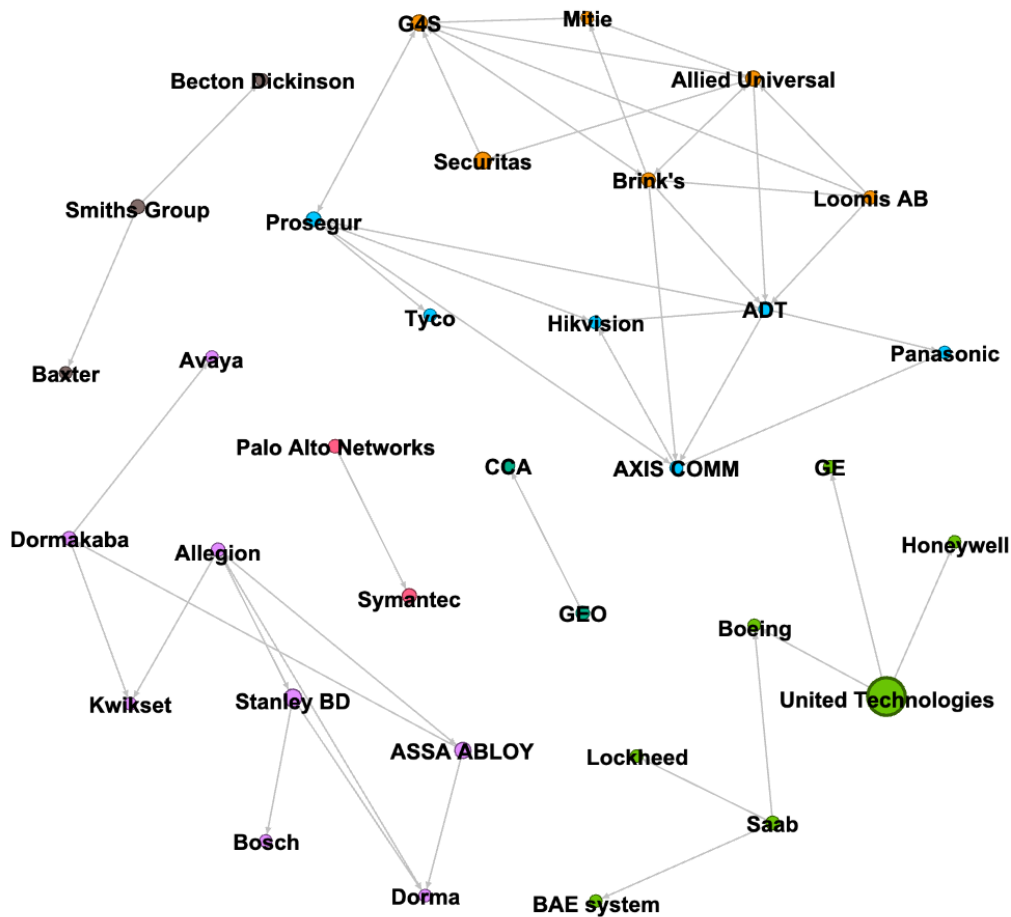 G4S
Mitie
Becton Dickinson
Allied Universal
Securitas
Brink's
Loomis AB
Smiths Group
Prosegur
ADT
Tyco
Hikvision
Panasonic
Baxter
Avaya
Palo Alto Networks
CCA
AXIS COMM
GE
Dormakaba
Allegion
Honeywell
Symantec
GEO
Boeing
Kwikset
Stanley BD
United Technologies
ASSA ABLOY
Lockheed
Saab
Bosch
Dorma
BAE system